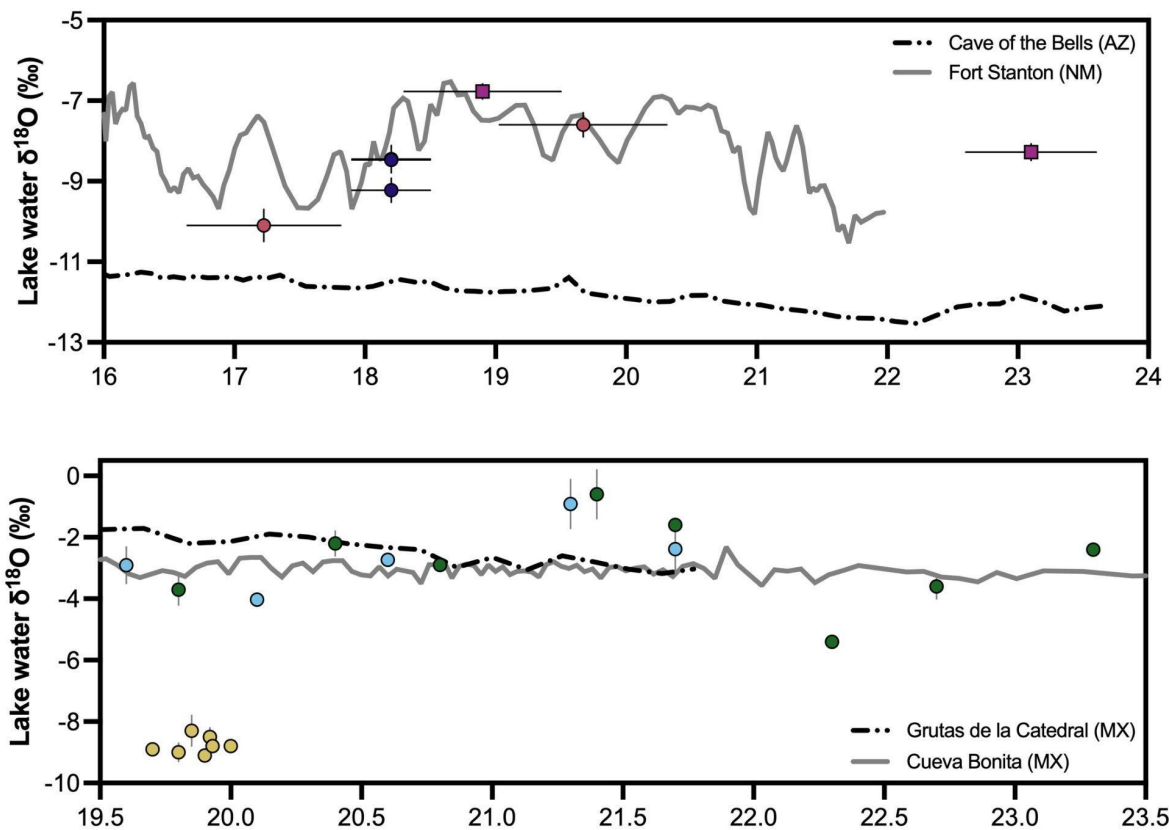 -5
Cave of the Bells (AZ)
Fort Stanton (NM)
-7
-9
-11
-13
Lake water δ¹⁸O (‰)
16 17 18 19 20 21 22 23 24
0
-2
-4
-6
-8
-10
Lake water δ¹⁸O (‰)
Grutas de la Catedral (MX)
Cueva Bonita (MX)
19.5 20.0 20.5 21.0 21.5 22.0 22.5 23.0 23.5